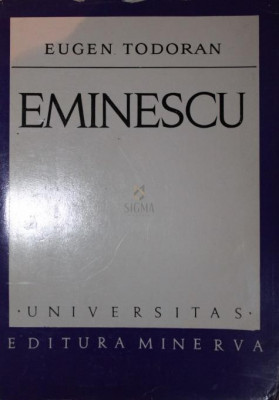 EUGEN TODORAN
EMINESCU
SIGMA
· UNIVERSITAS ·
EDITURA MINERVA